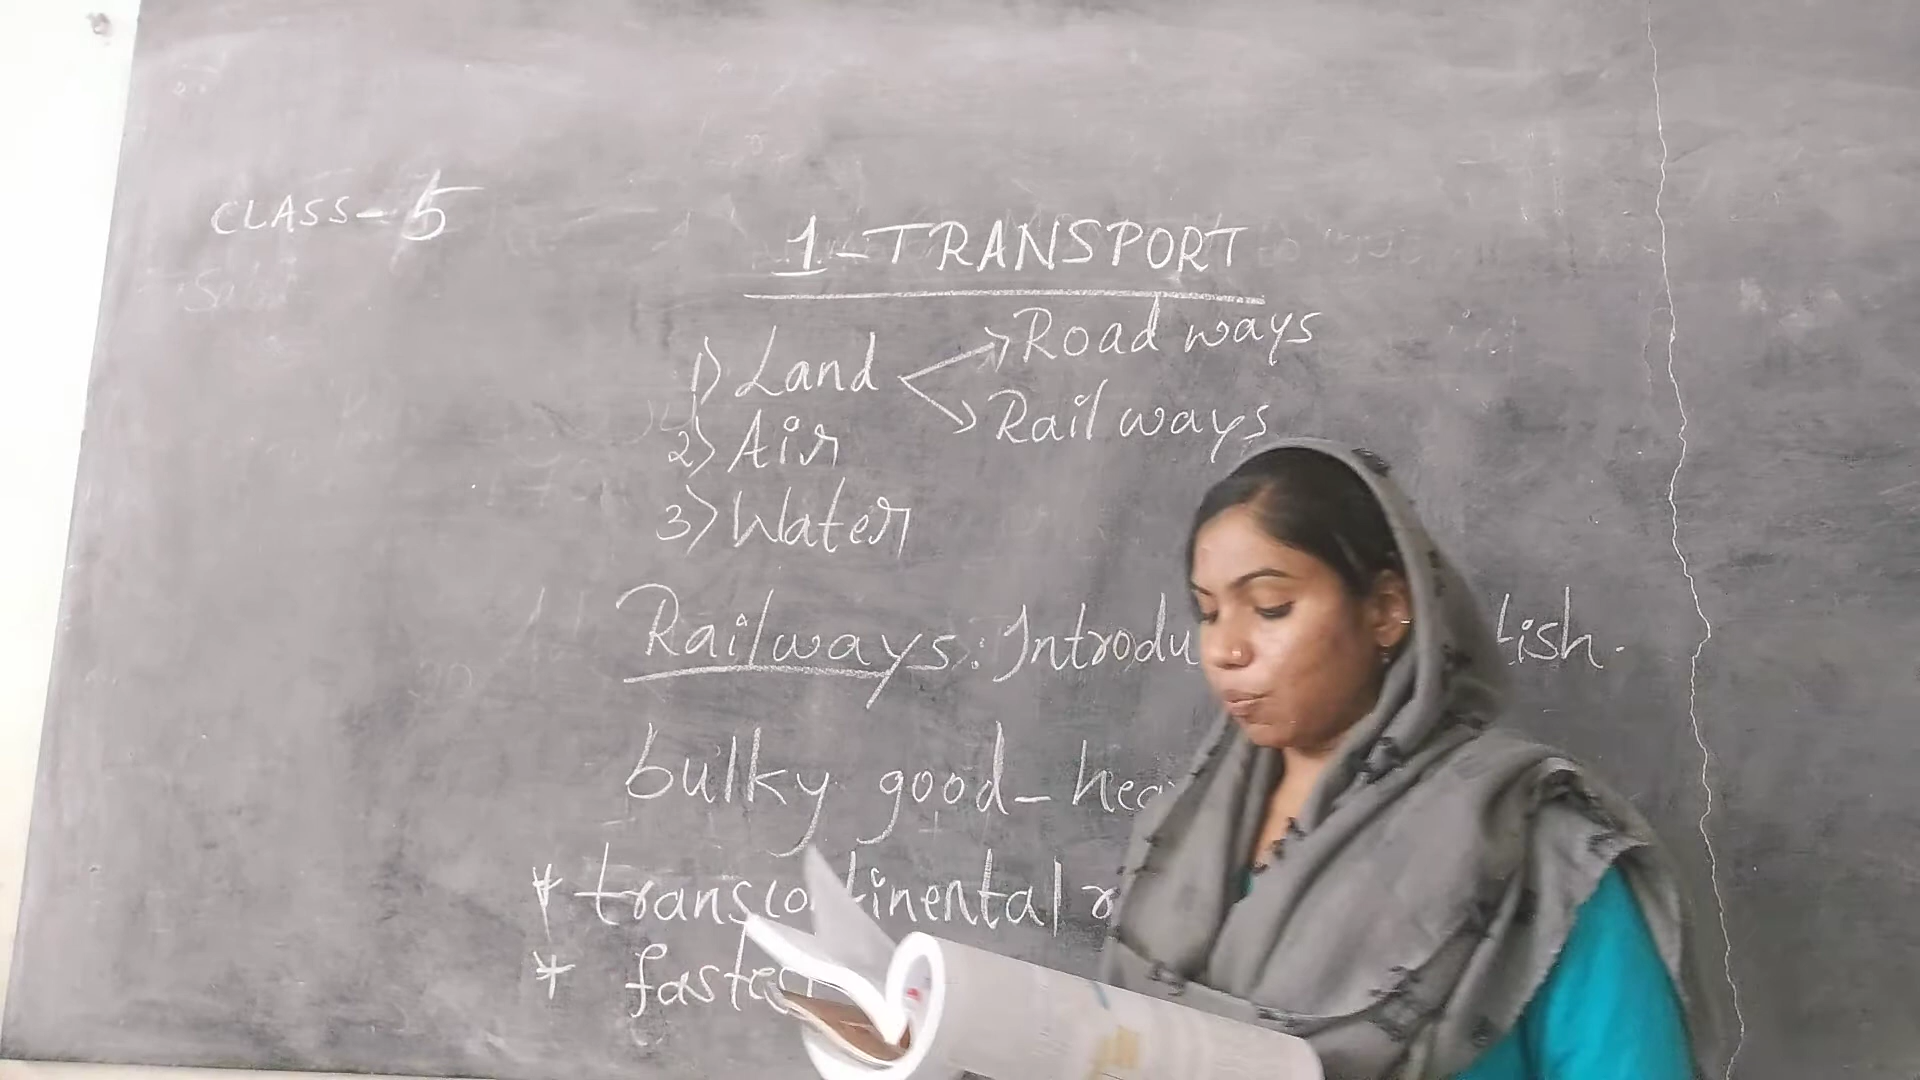 CLASS-5
1-TRANSPORT
1) Land → Road ways
→ Rail ways
2) Air
3) Water
Railways: Introdu tish.
bulky good- hea
* transcontinental r
* faste